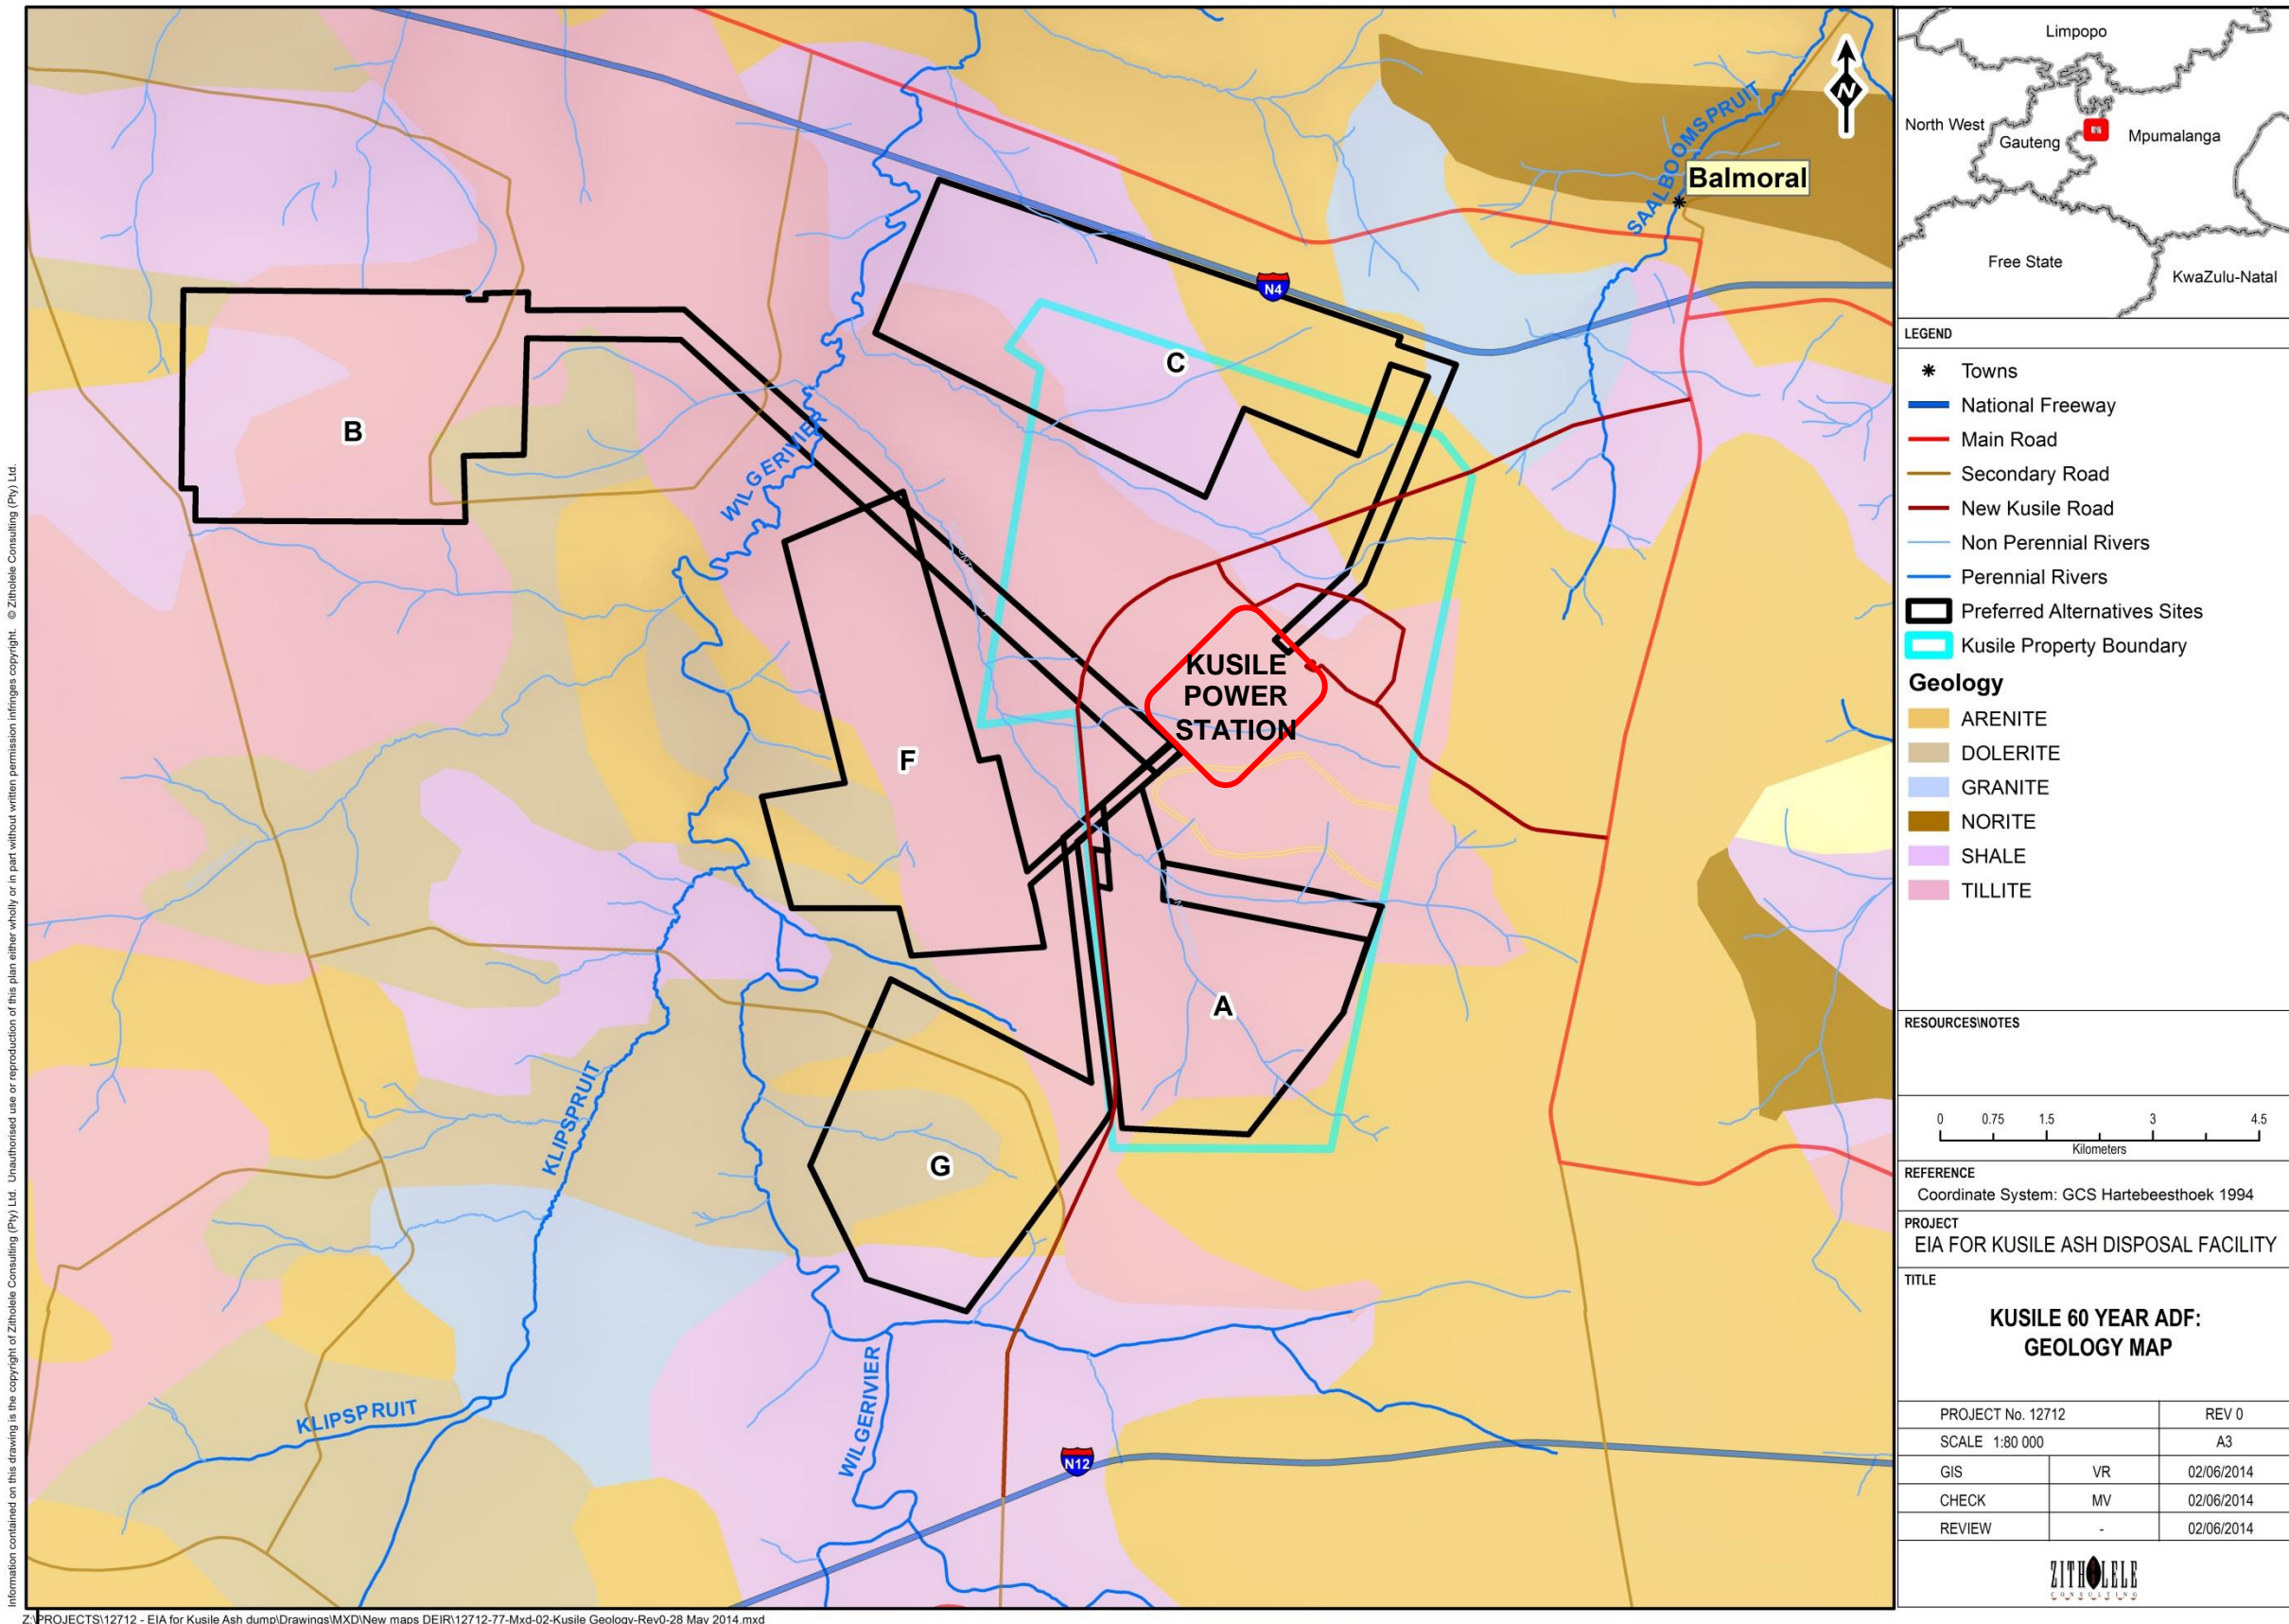 Limpopo
North West
Gauteng
Mpumalanga
Free State
KwaZulu-Natal
N
Balmoral
SAALBOOMSPRUIT
N4
C
B
WILGERIVIER
KUSILE
POWER
STATION
F
A
G
KLIPSPRUIT
KLIPSPRUIT
WILGERIVIER
N12
LEGEND
Towns
National Freeway
Main Road
Secondary Road
New Kusile Road
Non Perennial Rivers
Perennial Rivers
Preferred Alternatives Sites
Kusile Property Boundary
Geology
ARENITE
DOLERITE
GRANITE
NORITE
SHALE
TILLITE
RESOURCES\NOTES
0 0.75 1.5 3 4.5
Kilometers
REFERENCE
Coordinate System: GCS Hartebeesthoek 1994
PROJECT
EIA FOR KUSILE ASH DISPOSAL FACILITY
TITLE
KUSILE 60 YEAR ADF:
GEOLOGY MAP
PROJECT No. 12712 REV 0
SCALE 1:80 000 A3
GIS VR 02/06/2014
CHECK MV 02/06/2014
REVIEW - 02/06/2014
ZITHOLELE
CONSULTING
Information contained on this drawing is the copyright of Zitholele Consulting (Pty) Ltd. Unauthorised use or reproduction of this plan either wholly or in part without written permission infringes copyright. © Zitholele Consulting (Pty) Ltd.
Z:\PROJECTS\12712 - EIA for Kusile Ash dump\Drawings\MXD\New maps DEIR\12712-77-Mxd-02-Kusile Geology-Rev0-28 May 2014.mxd